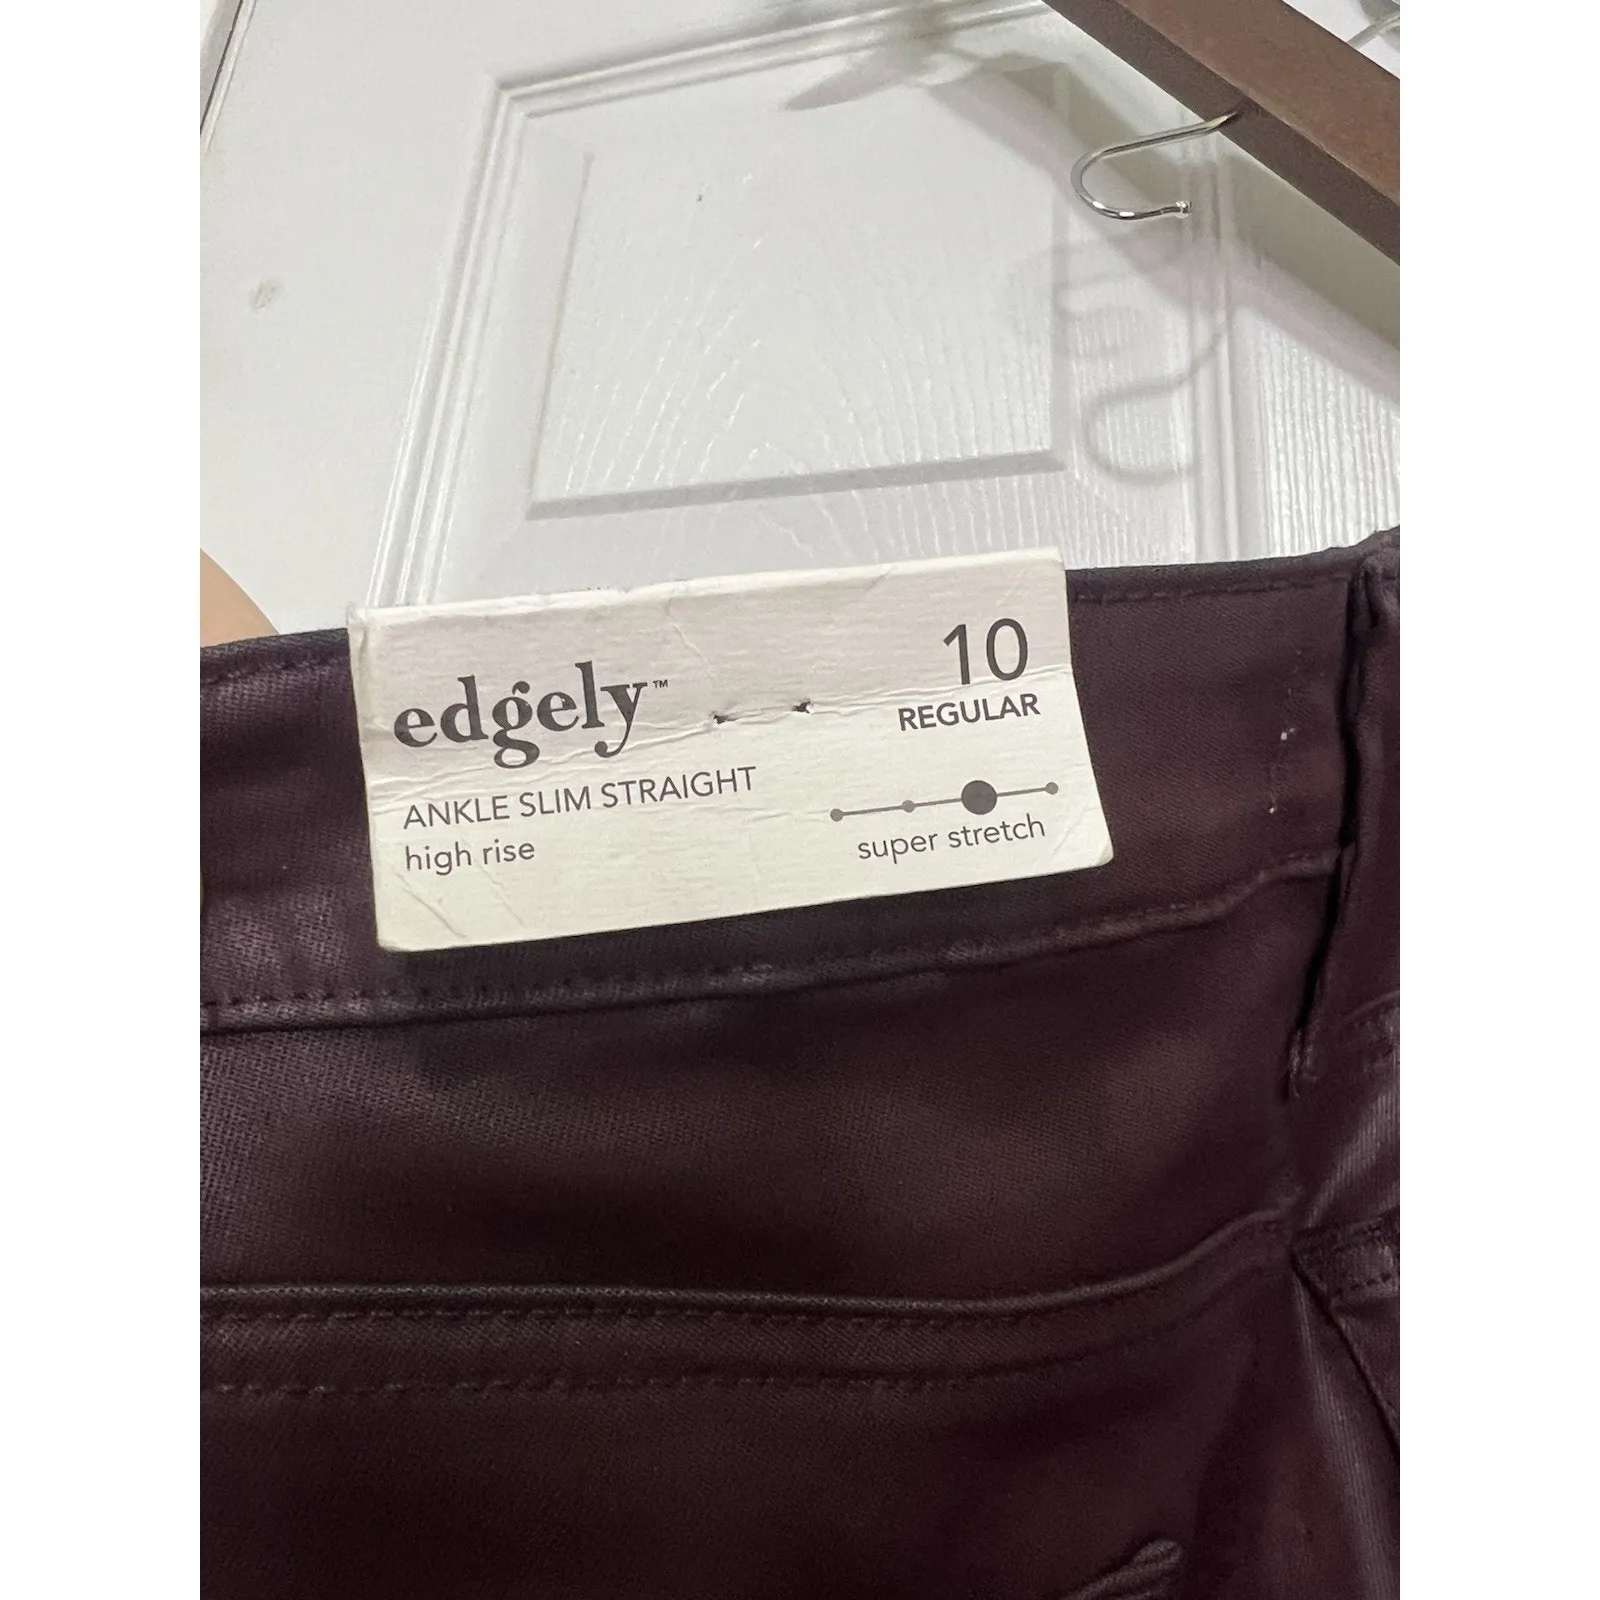 edgely™
ANKLE SLIM STRAIGHT
high rise
10
REGULAR
super stretch